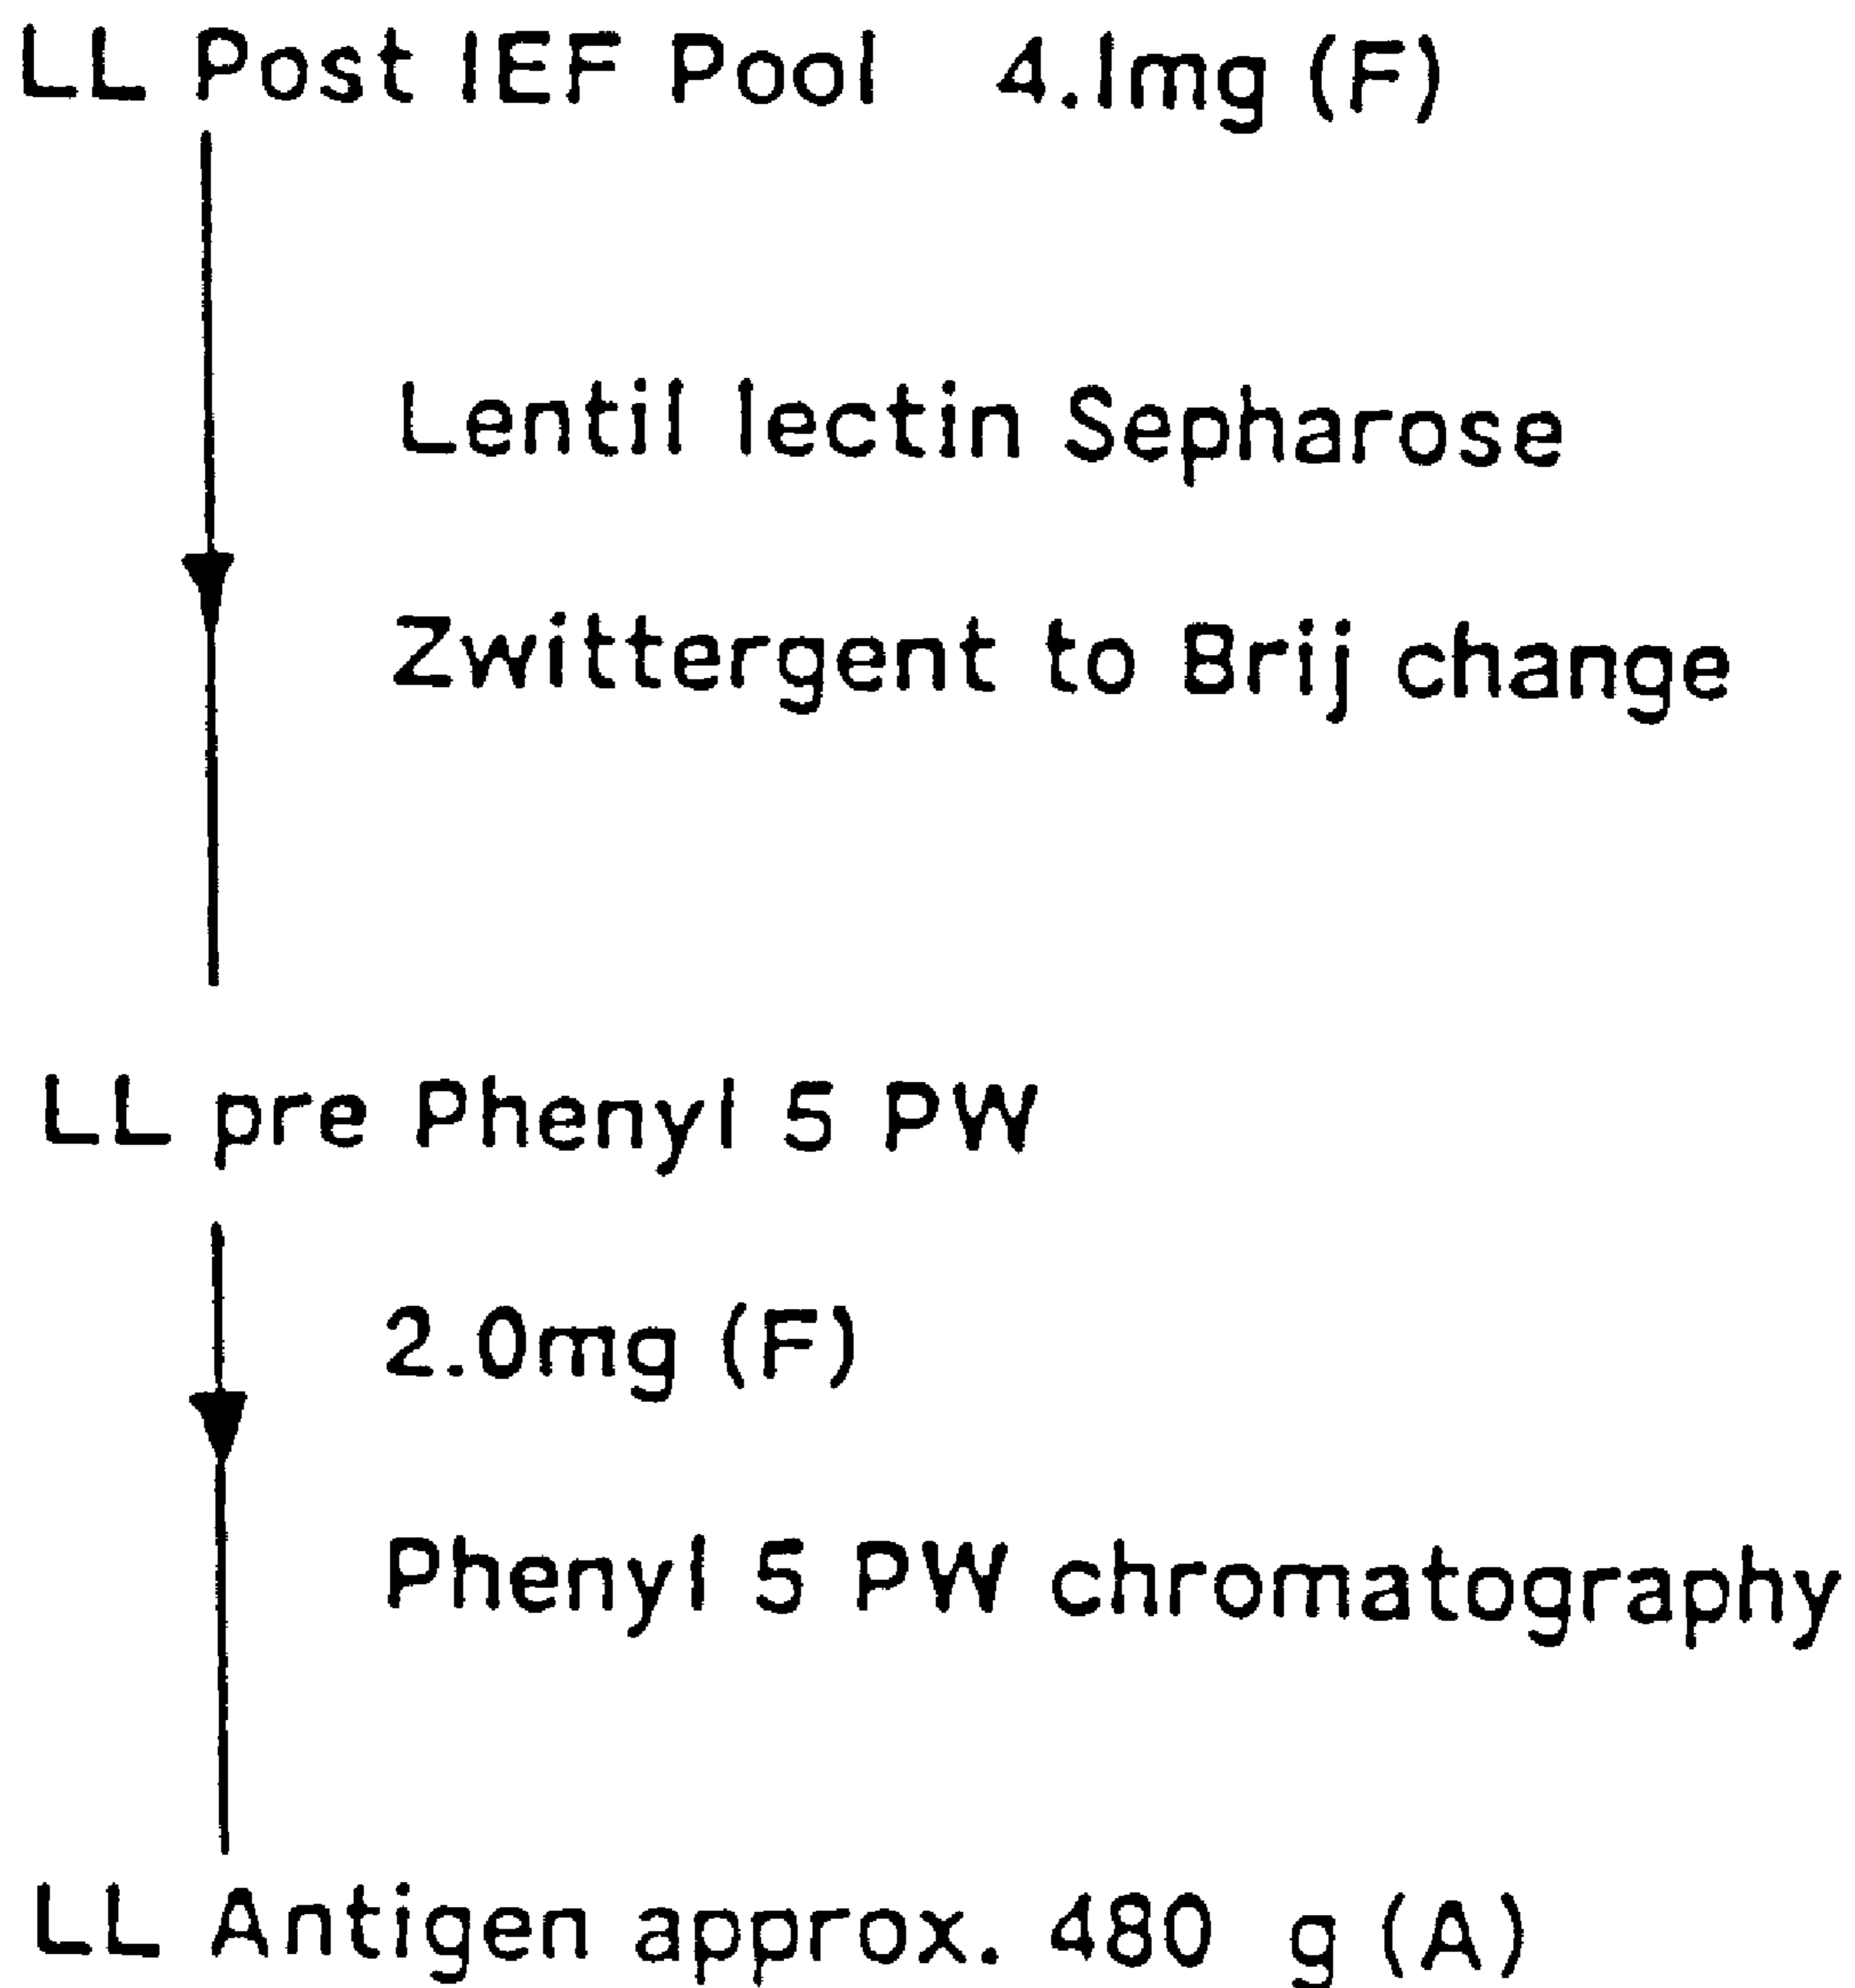 LL Post IEF Pool 4.1mg (F)
Lentil lectin Sepharose
Zwittergent to Brij change
LL pre Phenyl 5 PW
2.0mg (F)
Phenyl 5 PW chromatography
LL Antigen approx. 480 g (A)